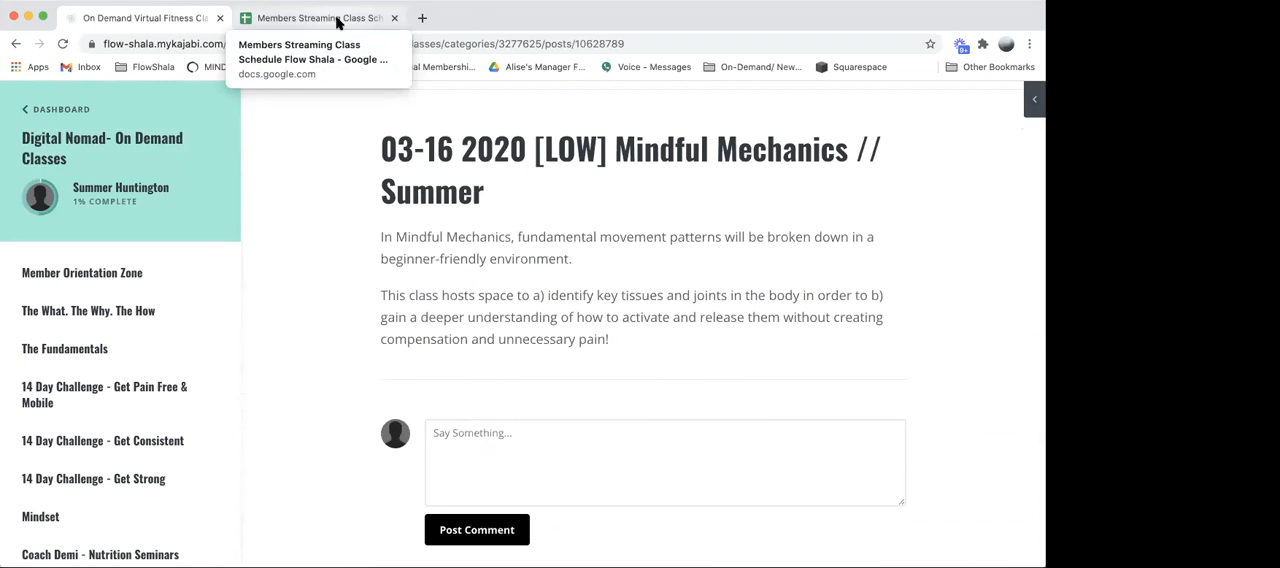 On Demand Virtual Fitness Cla
Members Streaming Class Sch
flow-shala.mykajabi.com/
lasses/categories/3277625/posts/10628789
Members Streaming Class
Schedule Flow Shala - Google ...
docs.google.com
Apps
Inbox
FlowShala
MIND
al Membershi...
Alise's Manager F...
Voice - Messages
On-Demand/ New...
Squarespace
Other Bookmarks
9+
DASHBOARD
Digital Nomad- On Demand
Classes
Summer Huntington
1% COMPLETE
Member Orientation Zone
The What. The Why. The How
The Fundamentals
14 Day Challenge - Get Pain Free &
Mobile
14 Day Challenge - Get Consistent
14 Day Challenge - Get Strong
Mindset
Coach Demi - Nutrition Seminars
03-16 2020 [LOW] Mindful Mechanics //
Summer
In Mindful Mechanics, fundamental movement patterns will be broken down in a
beginner-friendly environment.
This class hosts space to a) identify key tissues and joints in the body in order to b)
gain a deeper understanding of how to activate and release them without creating
compensation and unnecessary pain!
Say Something...
Post Comment